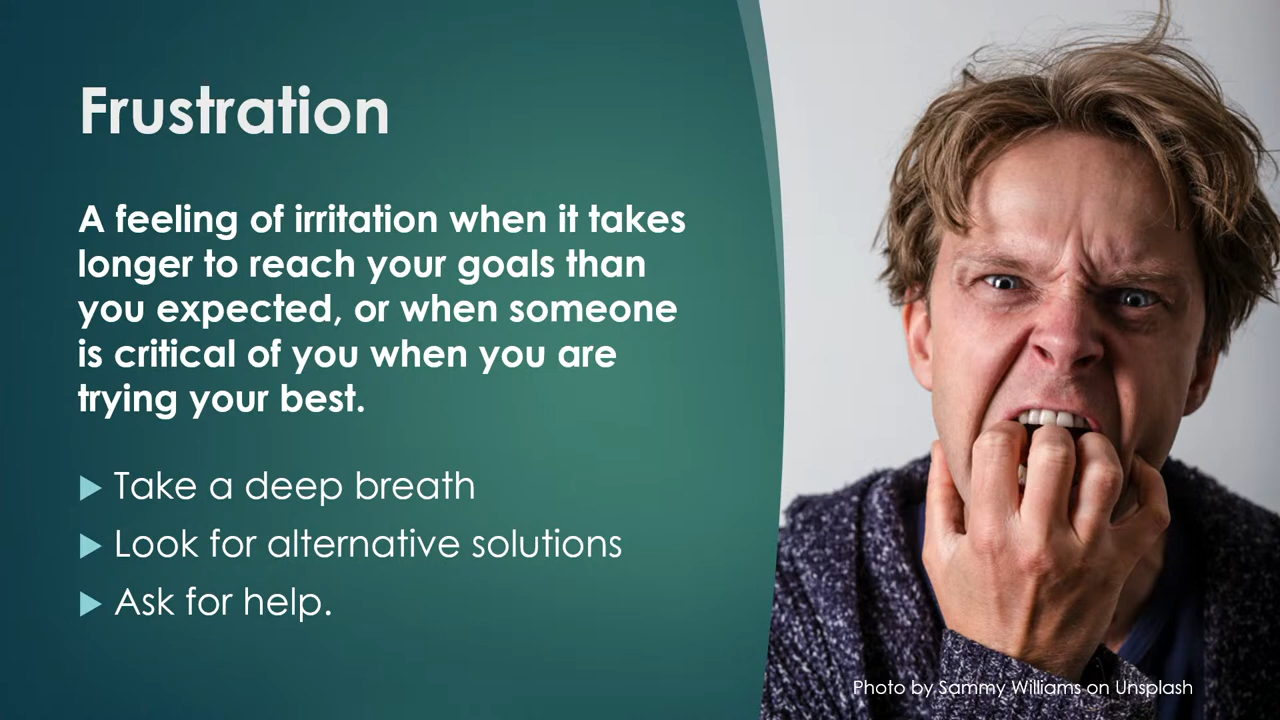 Frustration
A feeling of irritation when it takes
longer to reach your goals than
you expected, or when someone
is critical of you when you are
trying your best.
Take a deep breath
Look for alternative solutions
Ask for help.
Photo by Sammy Williams on Unsplash